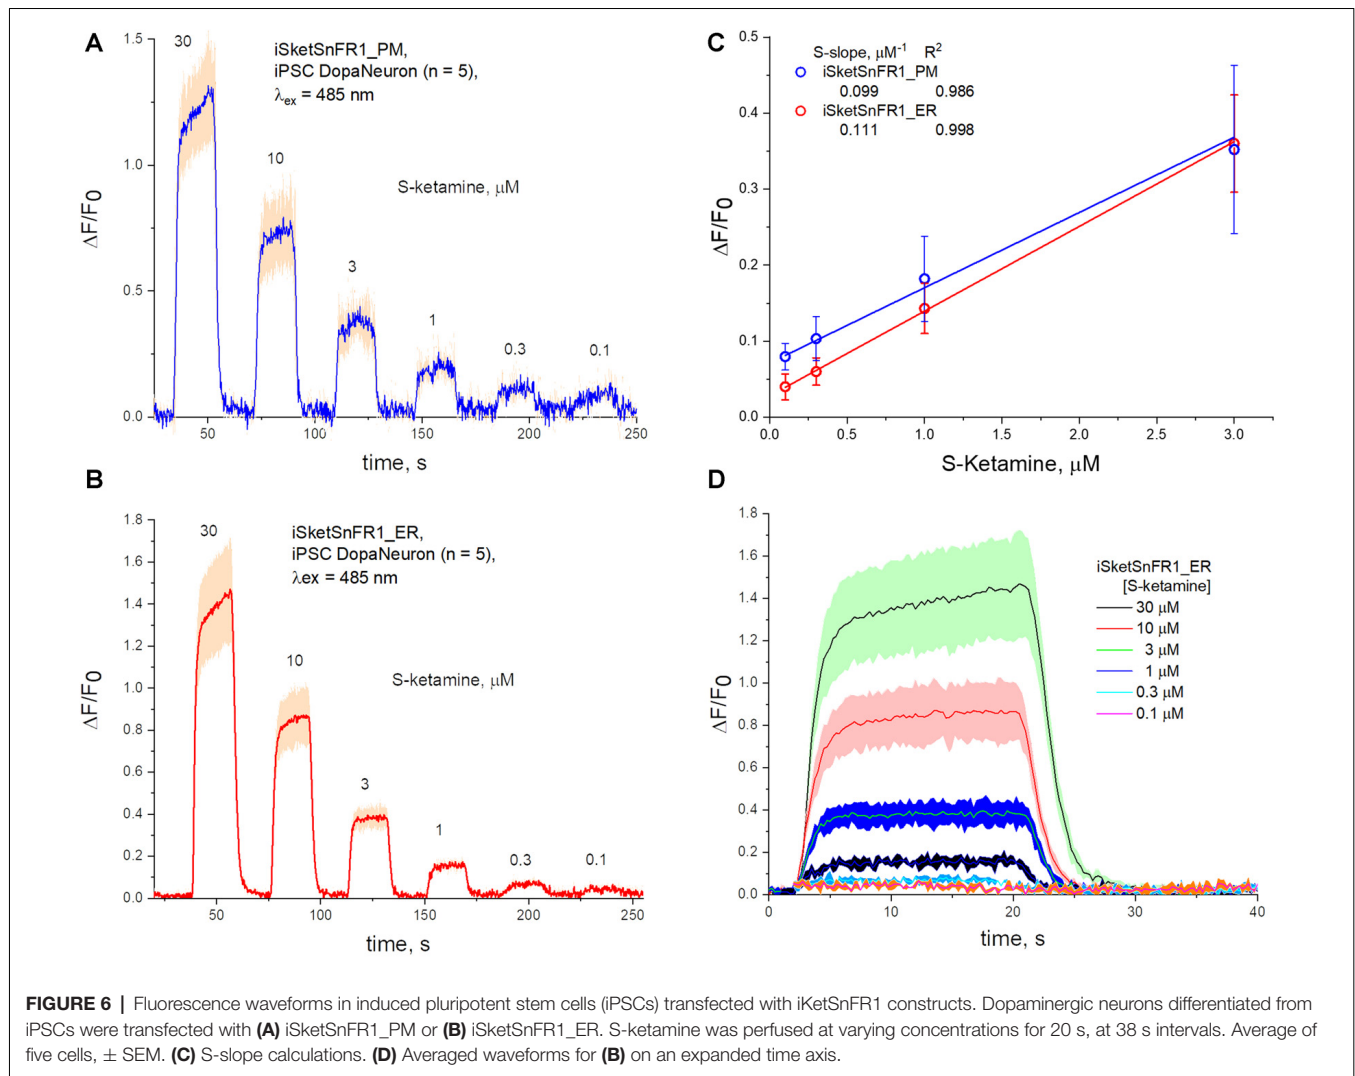 A
iSketSnFR1_PM,
iPSC DopaNeuron (n = 5),
λex = 485 nm
30
10
3
1
0.3
0.1
S-ketamine, μM
1.5
1.0
0.5
0.0
ΔF/F0
50 100 150 200 250
time, s
C
S-slope, μM-1 R2
iSketSnFR1_PM
0.099 0.986
iSketSnFR1_ER
0.111 0.998
0.5
0.4
0.3
0.2
0.1
0.0
ΔF/F0
0.0 0.5 1.0 1.5 2.0 2.5 3.0
S-Ketamine, μM
B
iSketSnFR1_ER,
iPSC DopaNeuron (n = 5),
λex = 485 nm
30
10
3
1
0.3
0.1
S-ketamine, μM
1.8
1.6
1.4
1.2
1.0
0.8
0.6
0.4
0.2
0.0
ΔF/F0
50 100 150 200 250
time, s
D
iSketSnFR1_ER
[S-ketamine]
30 μM
10 μM
3 μM
1 μM
0.3 μM
0.1 μM
1.8
1.6
1.4
1.2
1.0
0.8
0.6
0.4
0.2
0.0
ΔF/F0
0 10 20 30 40
time, s
FIGURE 6 | Fluorescence waveforms in induced pluripotent stem cells (iPSCs) transfected with iKetSnFR1 constructs. Dopaminergic neurons differentiated from
iPSCs were transfected with (A) iSketSnFR1_PM or (B) iSketSnFR1_ER. S-ketamine was perfused at varying concentrations for 20 s, at 38 s intervals. Average of
five cells, ± SEM. (C) S-slope calculations. (D) Averaged waveforms for (B) on an expanded time axis.